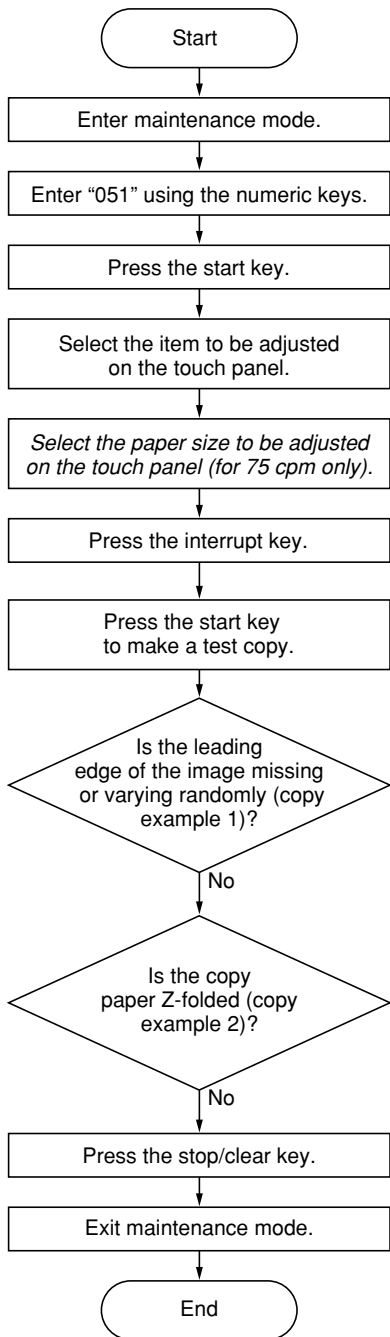 Start
Enter maintenance mode.
Enter “051” using the numeric keys.
Press the start key.
Select the item to be adjusted
on the touch panel.
Select the paper size to be adjusted
on the touch panel (for 75 cpm only).
Press the interrupt key.
Press the start key
to make a test copy.
Is the leading
edge of the image missing
or varying randomly (copy
example 1)?
No
Is the copy
paper Z-folded (copy
example 2)?
No
Press the stop/clear key.
Exit maintenance mode.
End